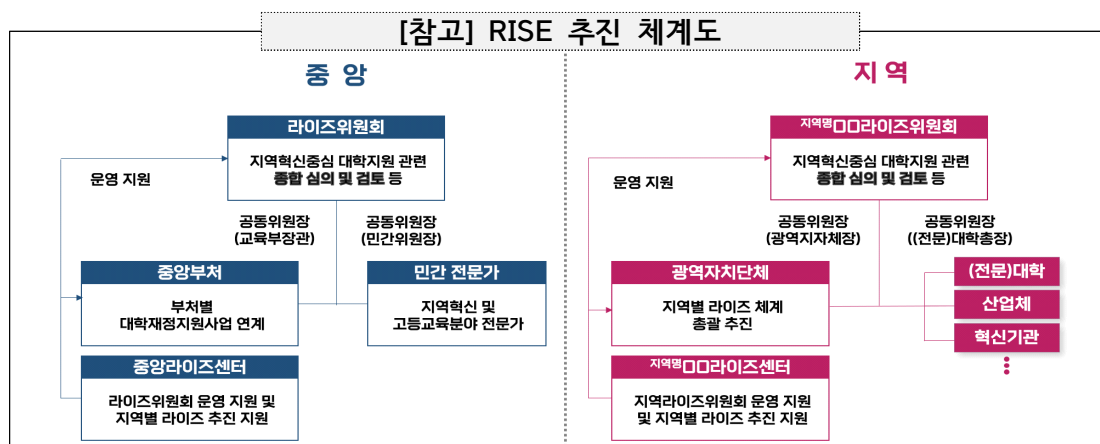 [참고] RISE 추진 체계도
중 앙
라이즈위원회
지역혁신중심 대학지원 관련
종합 심의 및 검토 등
운영 지원
공동위원장
(교육부장관)
공동위원장
(민간위원장)
중앙부처
부처별
대학재정지원사업 연계
민간 전문가
지역혁신 및
고등교육분야 전문가
중앙라이즈센터
라이즈위원회 운영 지원 및
지역별 라이즈 추진 지원
지 역
지역명□□라이즈위원회
지역혁신중심 대학지원 관련
종합 심의 및 검토 등
운영 지원
공동위원장
(광역지자체장)
공동위원장
((전문)대학총장)
광역자치단체
지역별 라이즈 체계
총괄 추진
(전문)대학
산업체
혁신기관
지역명□□라이즈센터
지역라이즈위원회 운영 지원
및 지역별 라이즈 추진 지원